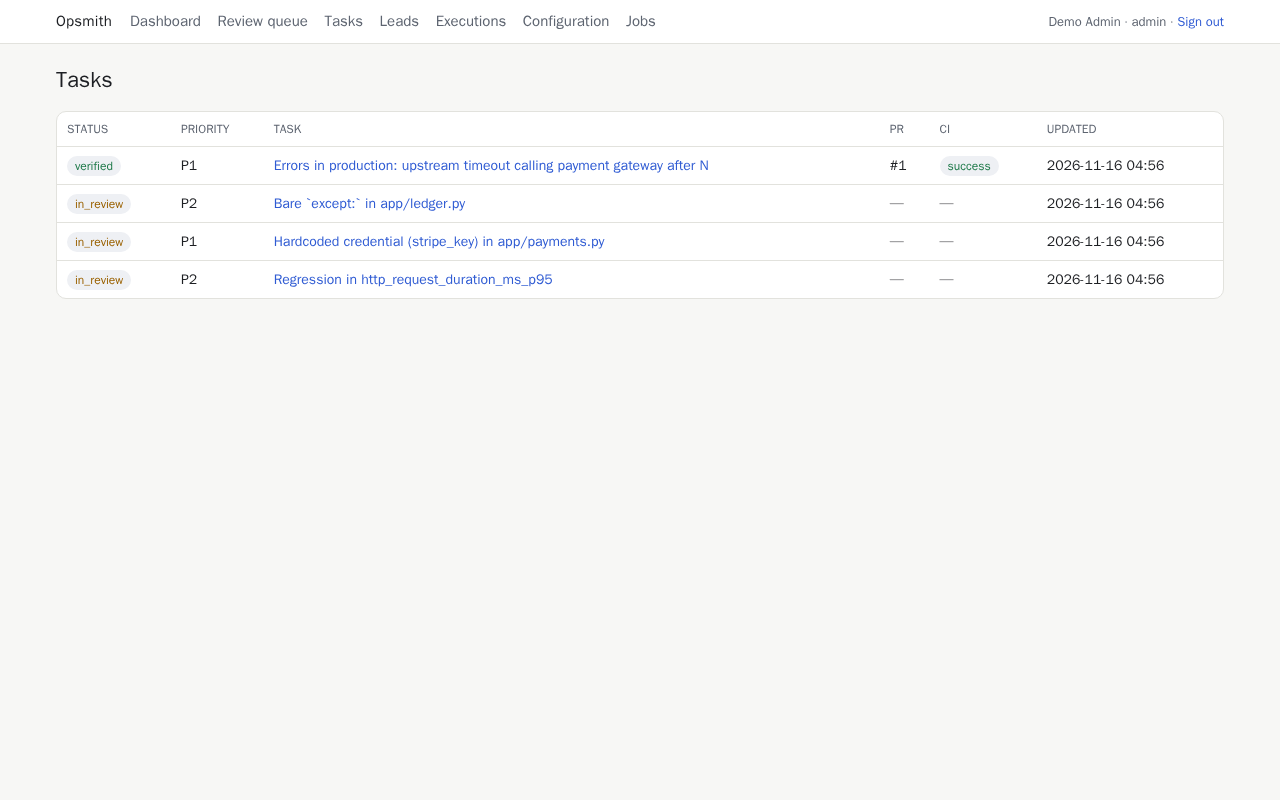 Opsmith Dashboard Review queue Tasks Leads Executions Configuration Jobs Demo Admin · admin · Sign out
Tasks
STATUS PRIORITY TASK PR CI UPDATED
verified P1 Errors in production: upstream timeout calling payment gateway after N #1 success 2026-11-16 04:56
in_review P2 Bare `except:` in app/ledger.py — — 2026-11-16 04:56
in_review P1 Hardcoded credential (stripe_key) in app/payments.py — — 2026-11-16 04:56
in_review P2 Regression in http_request_duration_ms_p95 — — 2026-11-16 04:56